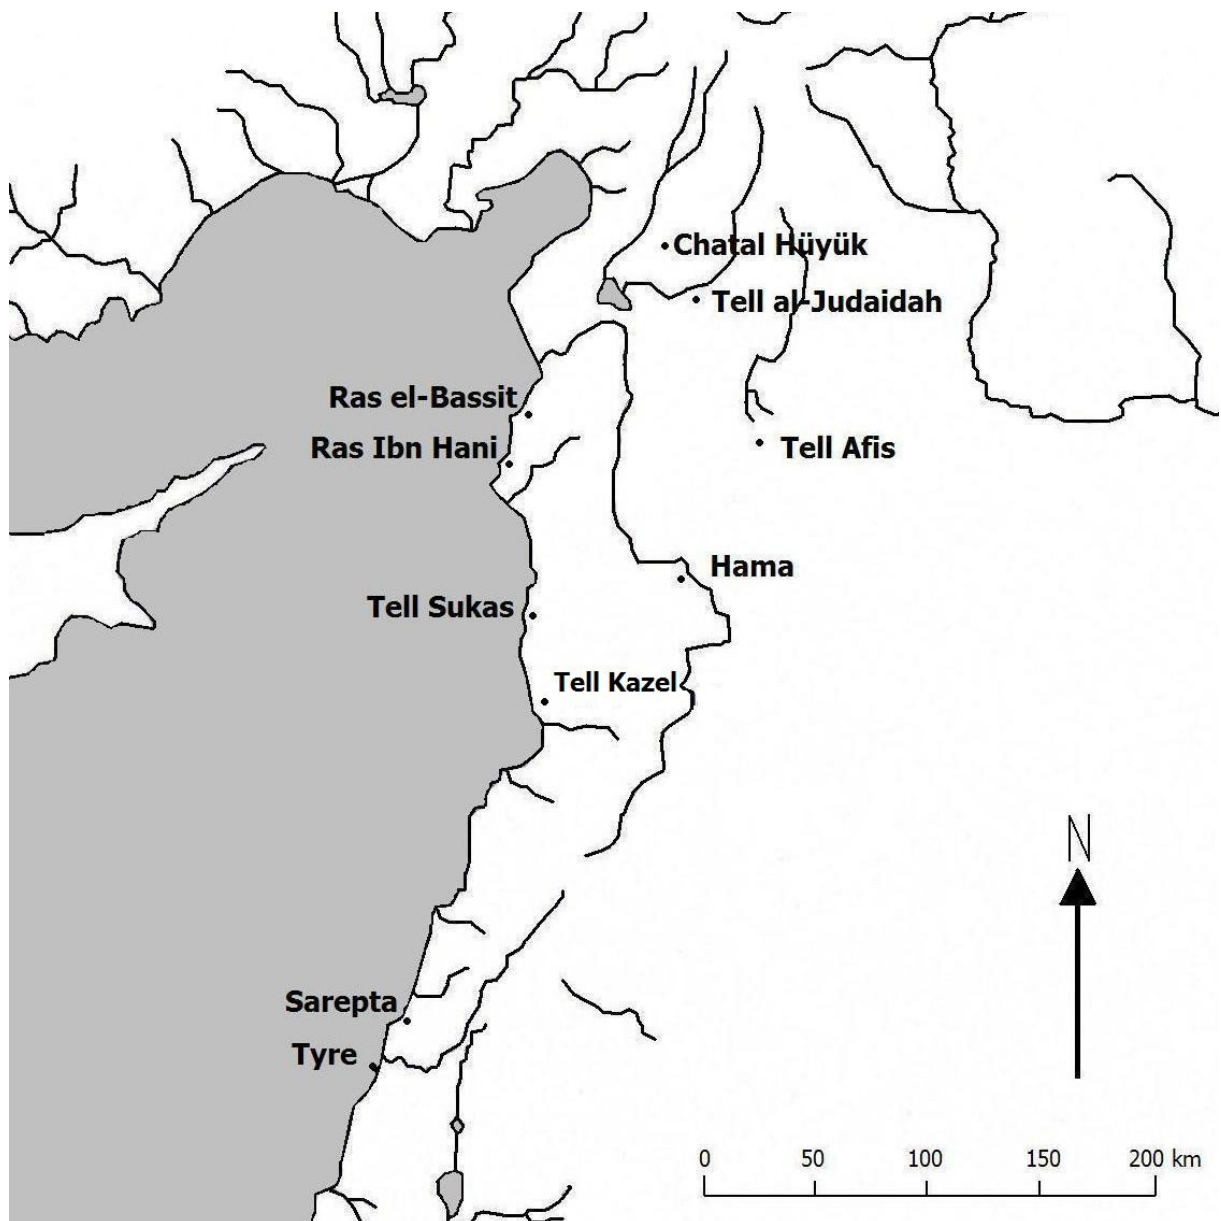 Chatal Hüyük
Tell al-Judaidah
Ras el-Bassit
Ras Ibn Hani
Tell Afis
Hama
Tell Sukas
Tell Kazel
N
Sarepta
Tyre
0 50 100 150 200 km